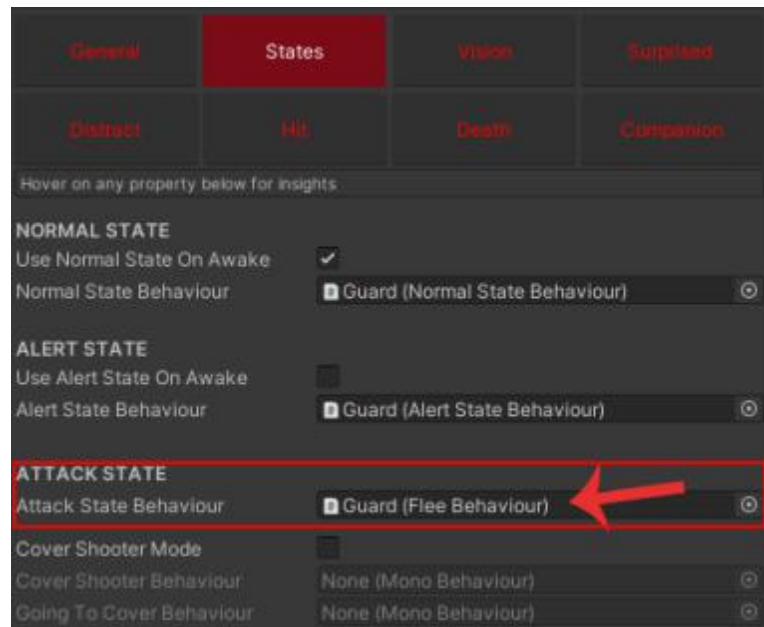 General States Vision Surprised
Distract Hit Death Companion
Hover on any property below for insights
NORMAL STATE
Use Normal State On Awake
Normal State Behaviour Guard (Normal State Behaviour)
ALERT STATE
Use Alert State On Awake
Alert State Behaviour Guard (Alert State Behaviour)
ATTACK STATE
Attack State Behaviour Guard (Flee Behaviour)
Cover Shooter Mode
Cover Shooter Behaviour None (Mono Behaviour)
Going To Cover Behaviour None (Mono Behaviour)